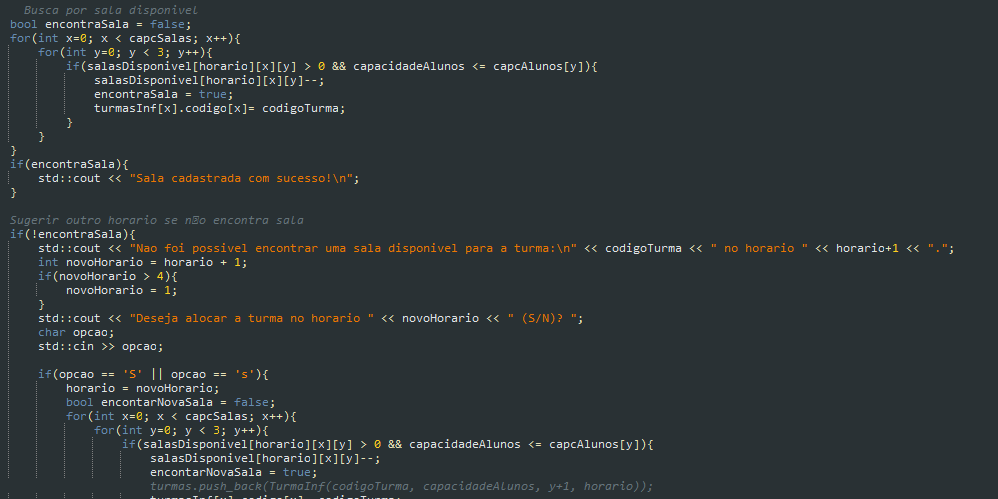 Busca por sala disponivel
bool encontraSala = false;
for(int x=0; x < capcSalas; x++){
for(int y=0; y < 3; y++){
if(salasDisponivel[horario][x][y] > 0 && capacidadeAlunos <= capcAlunos[y]){
salasDisponivel[horario][x][y]--;
encontraSala = true;
turmasInf[x].codigo[x]= codigoTurma;
}
}
}
if(encontraSala){
std::cout << "Sala cadastrada com sucesso!\n";
}
Sugerir outro horario se n�o encontra sala
if(!encontraSala){
std::cout << "Nao foi possivel encontrar uma sala disponivel para a turma:\n" << codigoTurma << " no horario " << horario+1 << ".";
int novoHorario = horario + 1;
if(novoHorario > 4){
novoHorario = 1;
}
std::cout << "Deseja alocar a turma no horario " << novoHorario << " (S/N)? ";
char opcao;
std::cin >> opcao;
if(opcao == 'S' || opcao == 's'){
horario = novoHorario;
bool encontarNovaSala = false;
for(int x=0; x < capcSalas; x++){
for(int y=0; y < 3; y++){
if(salasDisponivel[horario][x][y] > 0 && capacidadeAlunos <= capcAlunos[y]){
salasDisponivel[horario][x][y]--;
encontarNovaSala = true;
turmas.push_back(TurmaInf(codigoTurma, capacidadeAlunos, y+1, horario));